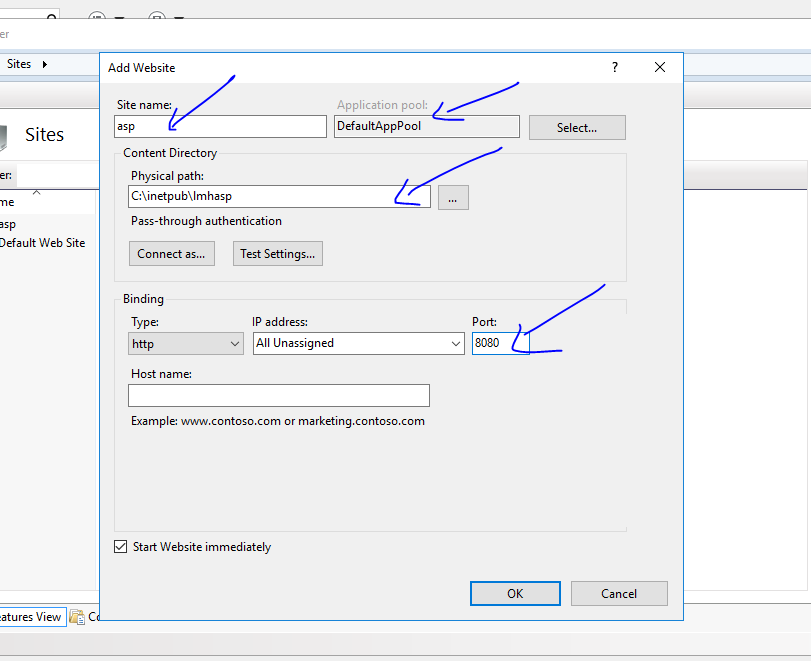 er
Sites
Add Website
?
Site name:
Application pool:
asp
DefaultAppPool
Select...
Sites
Content Directory
er:
Physical path:
me
C:\inetpub\lmhasp
...
asp
Pass-through authentication
Default Web Site
Connect as...
Test Settings...
Binding
Type:
IP address:
Port:
http
All Unassigned
8080
Host name:
Example: www.contoso.com or marketing.contoso.com
Start Website immediately
OK
Cancel
eatures View
Co